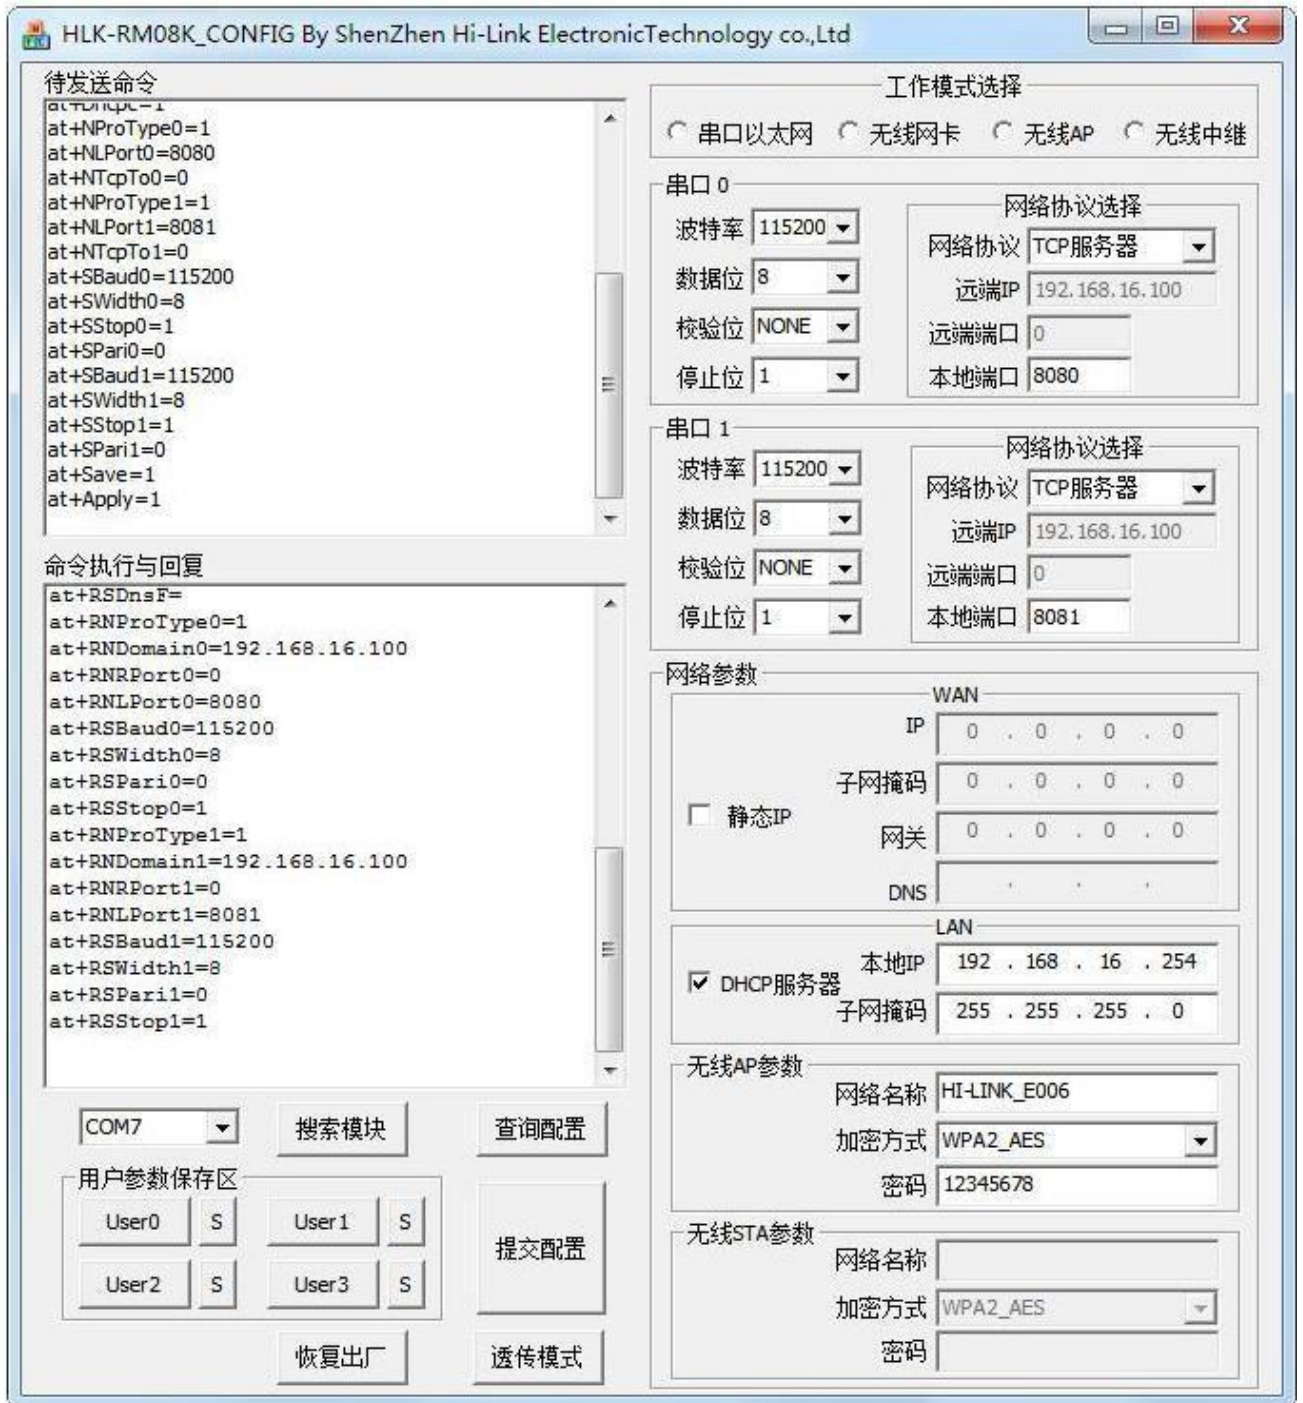 HLK-RM08K_CONFIG By ShenZhen Hi-Link ElectronicTechnology co.,Ltd
待发送命令
at+Dhcpc=1
at+NProType0=1
at+NLPort0=8080
at+NTcpTo0=0
at+NProType1=1
at+NLPort1=8081
at+NTcpTo1=0
at+SBaud0=115200
at+SWidth0=8
at+SStop0=1
at+SPari0=0
at+SBaud1=115200
at+SWidth1=8
at+SStop1=1
at+SPari1=0
at+Save=1
at+Apply=1
命令执行与回复
at+RSDnsF=
at+RNProType0=1
at+RNDomain0=192.168.16.100
at+RNRPort0=0
at+RNLPort0=8080
at+RSBaud0=115200
at+RSWidth0=8
at+RSPari0=0
at+RSStop0=1
at+RNProType1=1
at+RNDomain1=192.168.16.100
at+RNRPort1=0
at+RNLPort1=8081
at+RSBaud1=115200
at+RSWidth1=8
at+RSPari1=0
at+RSStop1=1
COM7 搜索模块 查询配置
用户参数保存区
User0 S User1 S
User2 S User3 S
提交配置
恢复出厂 透传模式
工作模式选择
串口以太网 无线网卡 无线AP 无线中继
串口 0
波特率 115200
数据位 8
校验位 NONE
停止位 1
网络协议选择
网络协议 TCP服务器
远端IP 192.168.16.100
远端端口 0
本地端口 8080
串口 1
波特率 115200
数据位 8
校验位 NONE
停止位 1
网络协议选择
网络协议 TCP服务器
远端IP 192.168.16.100
远端端口 0
本地端口 8081
网络参数
WAN
静态IP
IP 0 . 0 . 0 . 0
子网掩码 0 . 0 . 0 . 0
网关 0 . 0 . 0 . 0
DNS . . .
LAN
DHCP服务器
本地IP 192 . 168 . 16 . 254
子网掩码 255 . 255 . 255 . 0
无线AP参数
网络名称 HI-LINK_E006
加密方式 WPA2_AES
密码 12345678
无线STA参数
网络名称
加密方式 WPA2_AES
密码